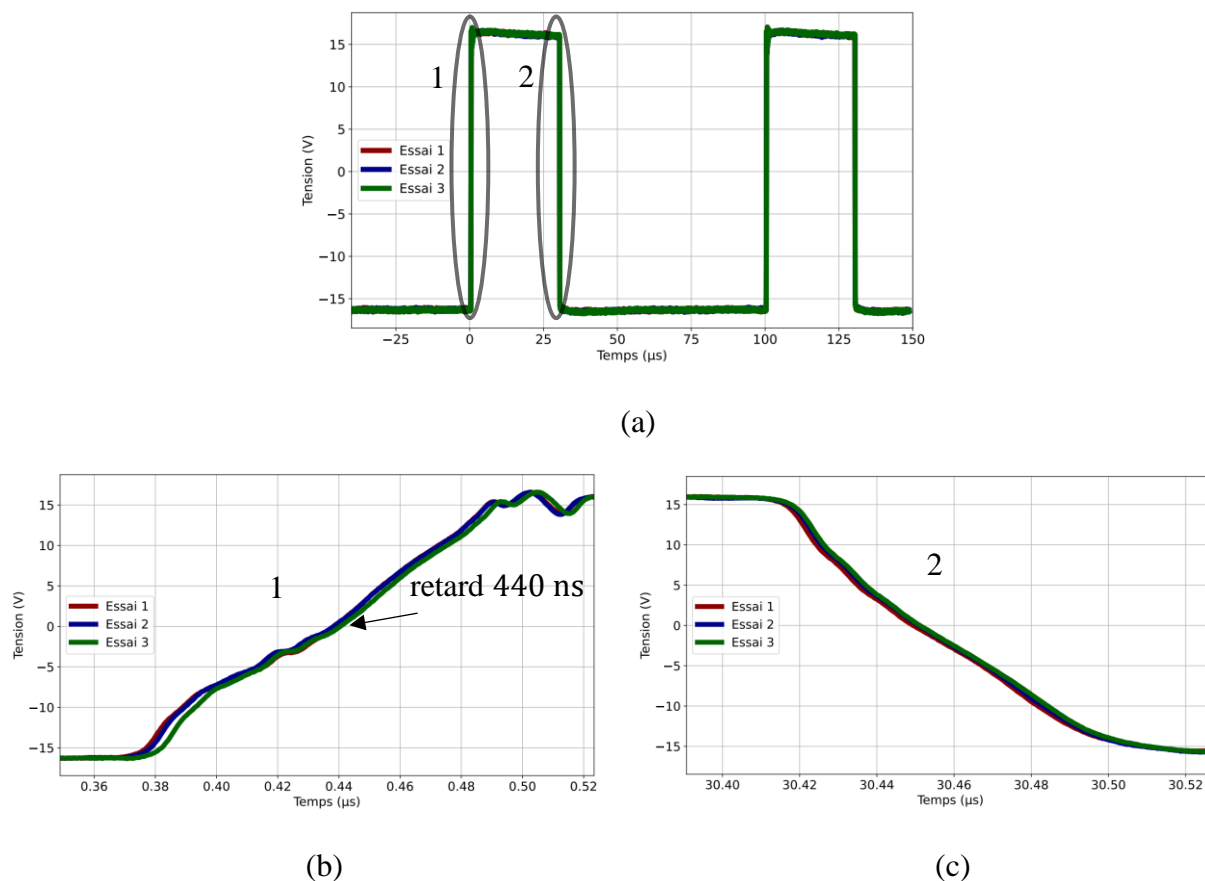 15
10
5
0
−5
−10
−15
Tension (V)
1
2
Essai 1
Essai 2
Essai 3
−25 0 25 50 75 100 125 150
Temps (μs)
(a)
15
10
5
0
−5
−10
−15
Tension (V)
1
retard 440 ns
Essai 1
Essai 2
Essai 3
0.36 0.38 0.40 0.42 0.44 0.46 0.48 0.50 0.52
Temps (μs)
(b)
15
10
5
0
−5
−10
−15
Tension (V)
2
Essai 1
Essai 2
Essai 3
30.40 30.42 30.44 30.46 30.48 30.50 30.52
Temps (μs)
(c)